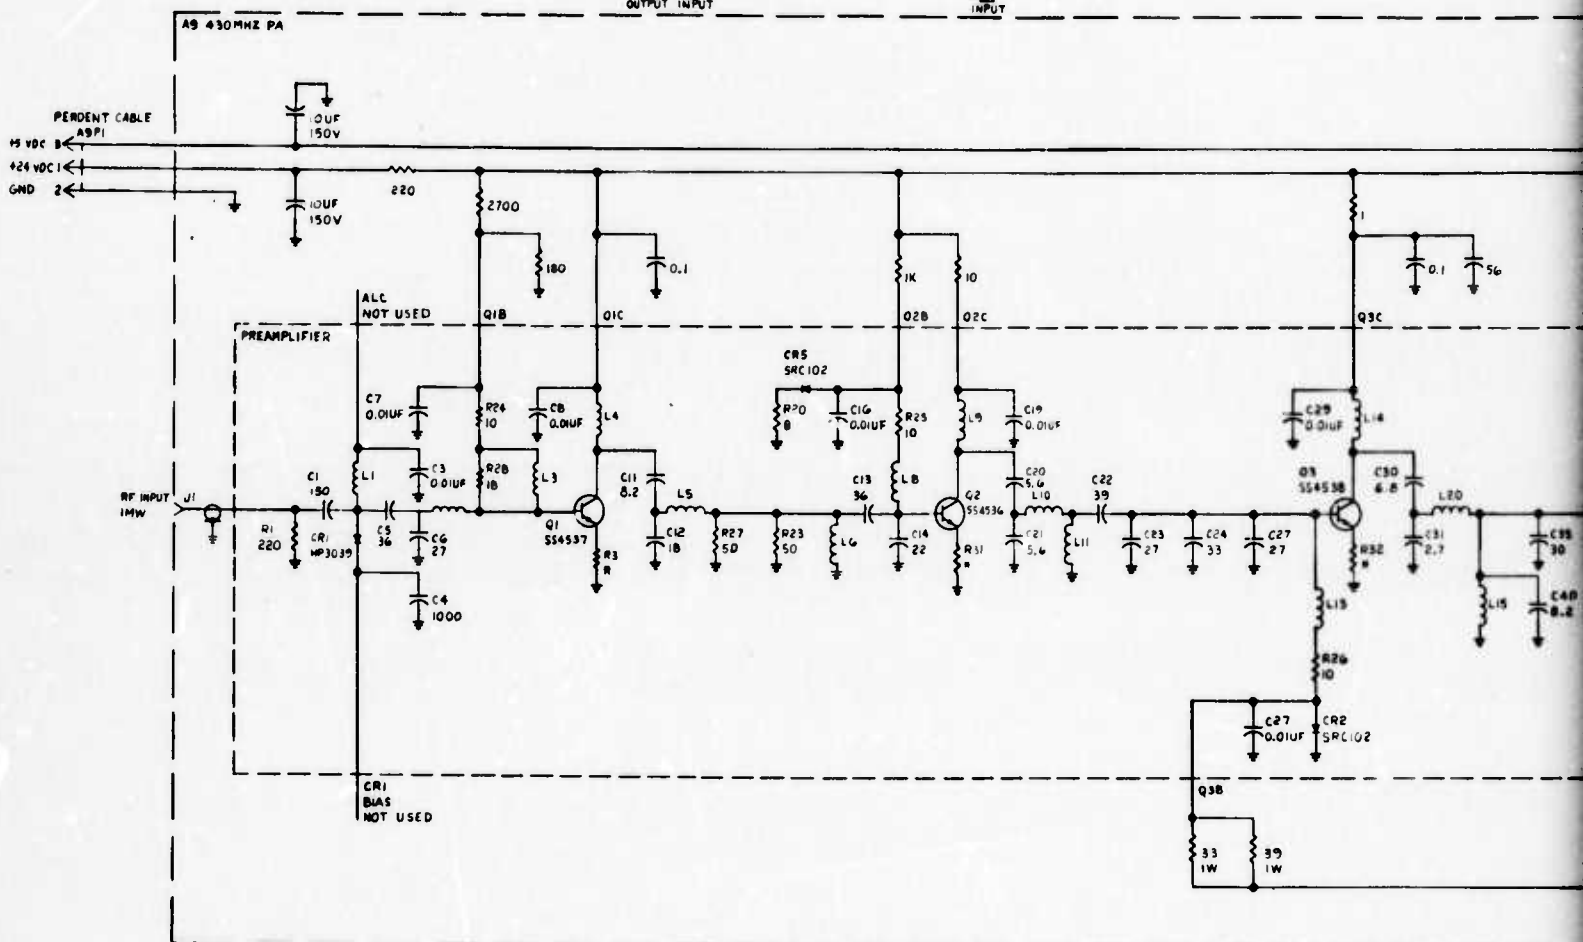 OUTPUT INPUT
INPUT
A9 430MHZ PA
PENDENT CABLE
A9P1
+5 VDC 3
+24 VDC 1
GND 2
10UF
150V
10UF
150V
220
2700
180
0.1
1K
10
1
0.1
56
ALC
NOT USED
Q1B
Q1C
Q2B
Q2C
Q3C
PREAMPLIFIER
CR5
SRC102
C7
0.01UF
R24
10
C8
0.01UF
L4
R20
8
C16
0.01UF
R25
10
L9
C19
0.01UF
C29
0.01UF
L14
L1
C3
0.01UF
R28
18
L3
C11
8.2
L5
C13
36
L8
C20
5.6
L10
C22
39
Q3
SS4538
C30
6.8
L20
RF INPUT
1MW
J1
C1
150
R1
220
CR1
HP3039
C5
36
C6
27
Q1
SS4537
R3
R
C12
18
R27
50
R23
50
L6
C14
22
Q2
SS4536
R31
*
C21
5.6
L11
C23
27
C24
33
C27
27
R32
*
C31
2.7
C35
30
C4
1000
L13
L15
C40
8.2
R26
10
C27
0.01UF
CR2
SRC102
CR1
BIAS
NOT USED
Q3B
33
1W
39
1W